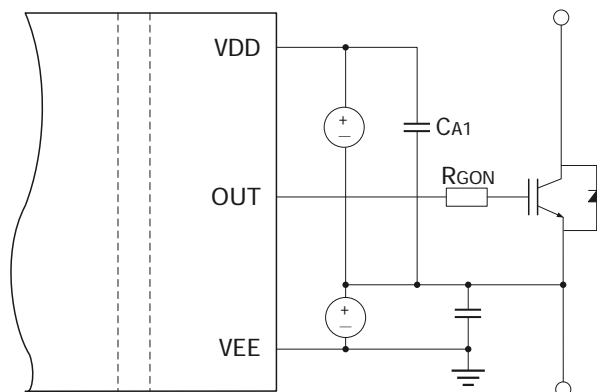 VDD
+
—
CA1
RGON
OUT
+
—
VEE